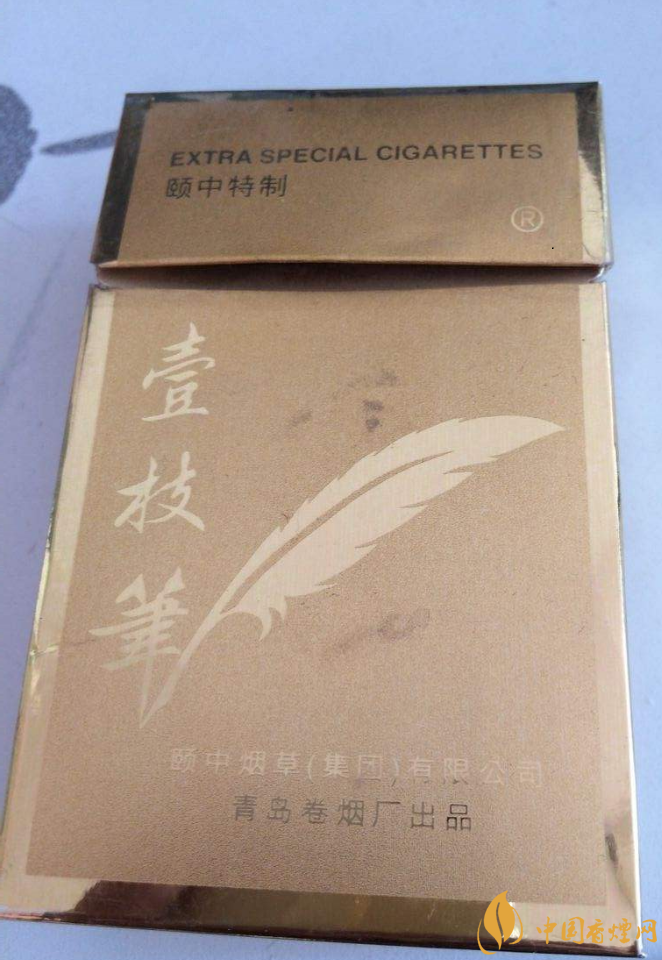 EXTRA SPECIAL CIGARETTES
颐中特制
®
壹
枝
筆
颐中烟草(集团)有限公司
青岛卷烟厂出品
中国香烟网